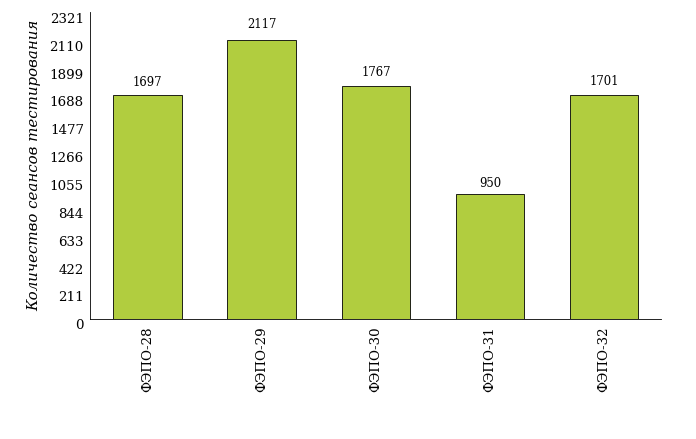 Количество сеансов тестирования
2321
2110
1899
1688
1477
1266
1055
844
633
422
211
0
1697
2117
1767
950
1701
ФЭПО-28
ФЭПО-29
ФЭПО-30
ФЭПО-31
ФЭПО-32